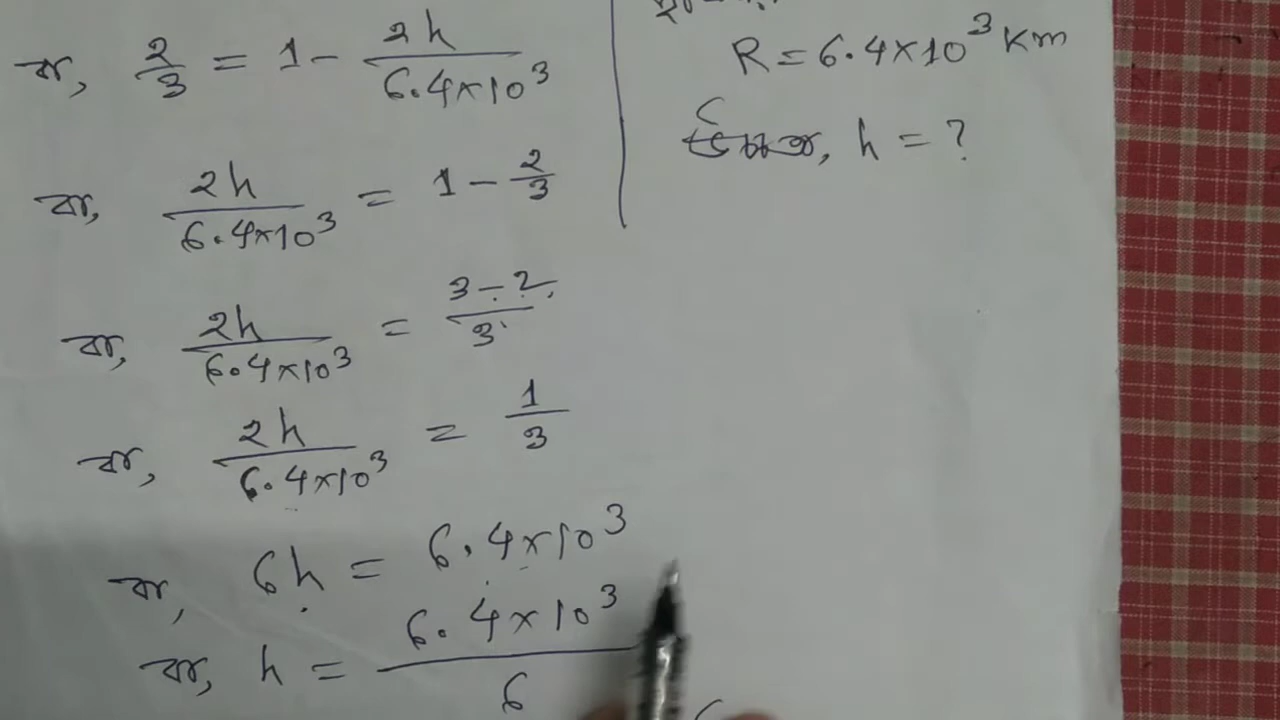 বা, 2/3 = 1 - 2h/6.4×10³
বা, 2h/6.4×10³ = 1 - 2/3
বা, 2h/6.4×10³ = 3-2/3
বা, 2h/6.4×10³ = 1/3
বা, 6h = 6.4×10³
বা, h = 6.4×10³/6
R = 6.4×10³ Km
h = ?